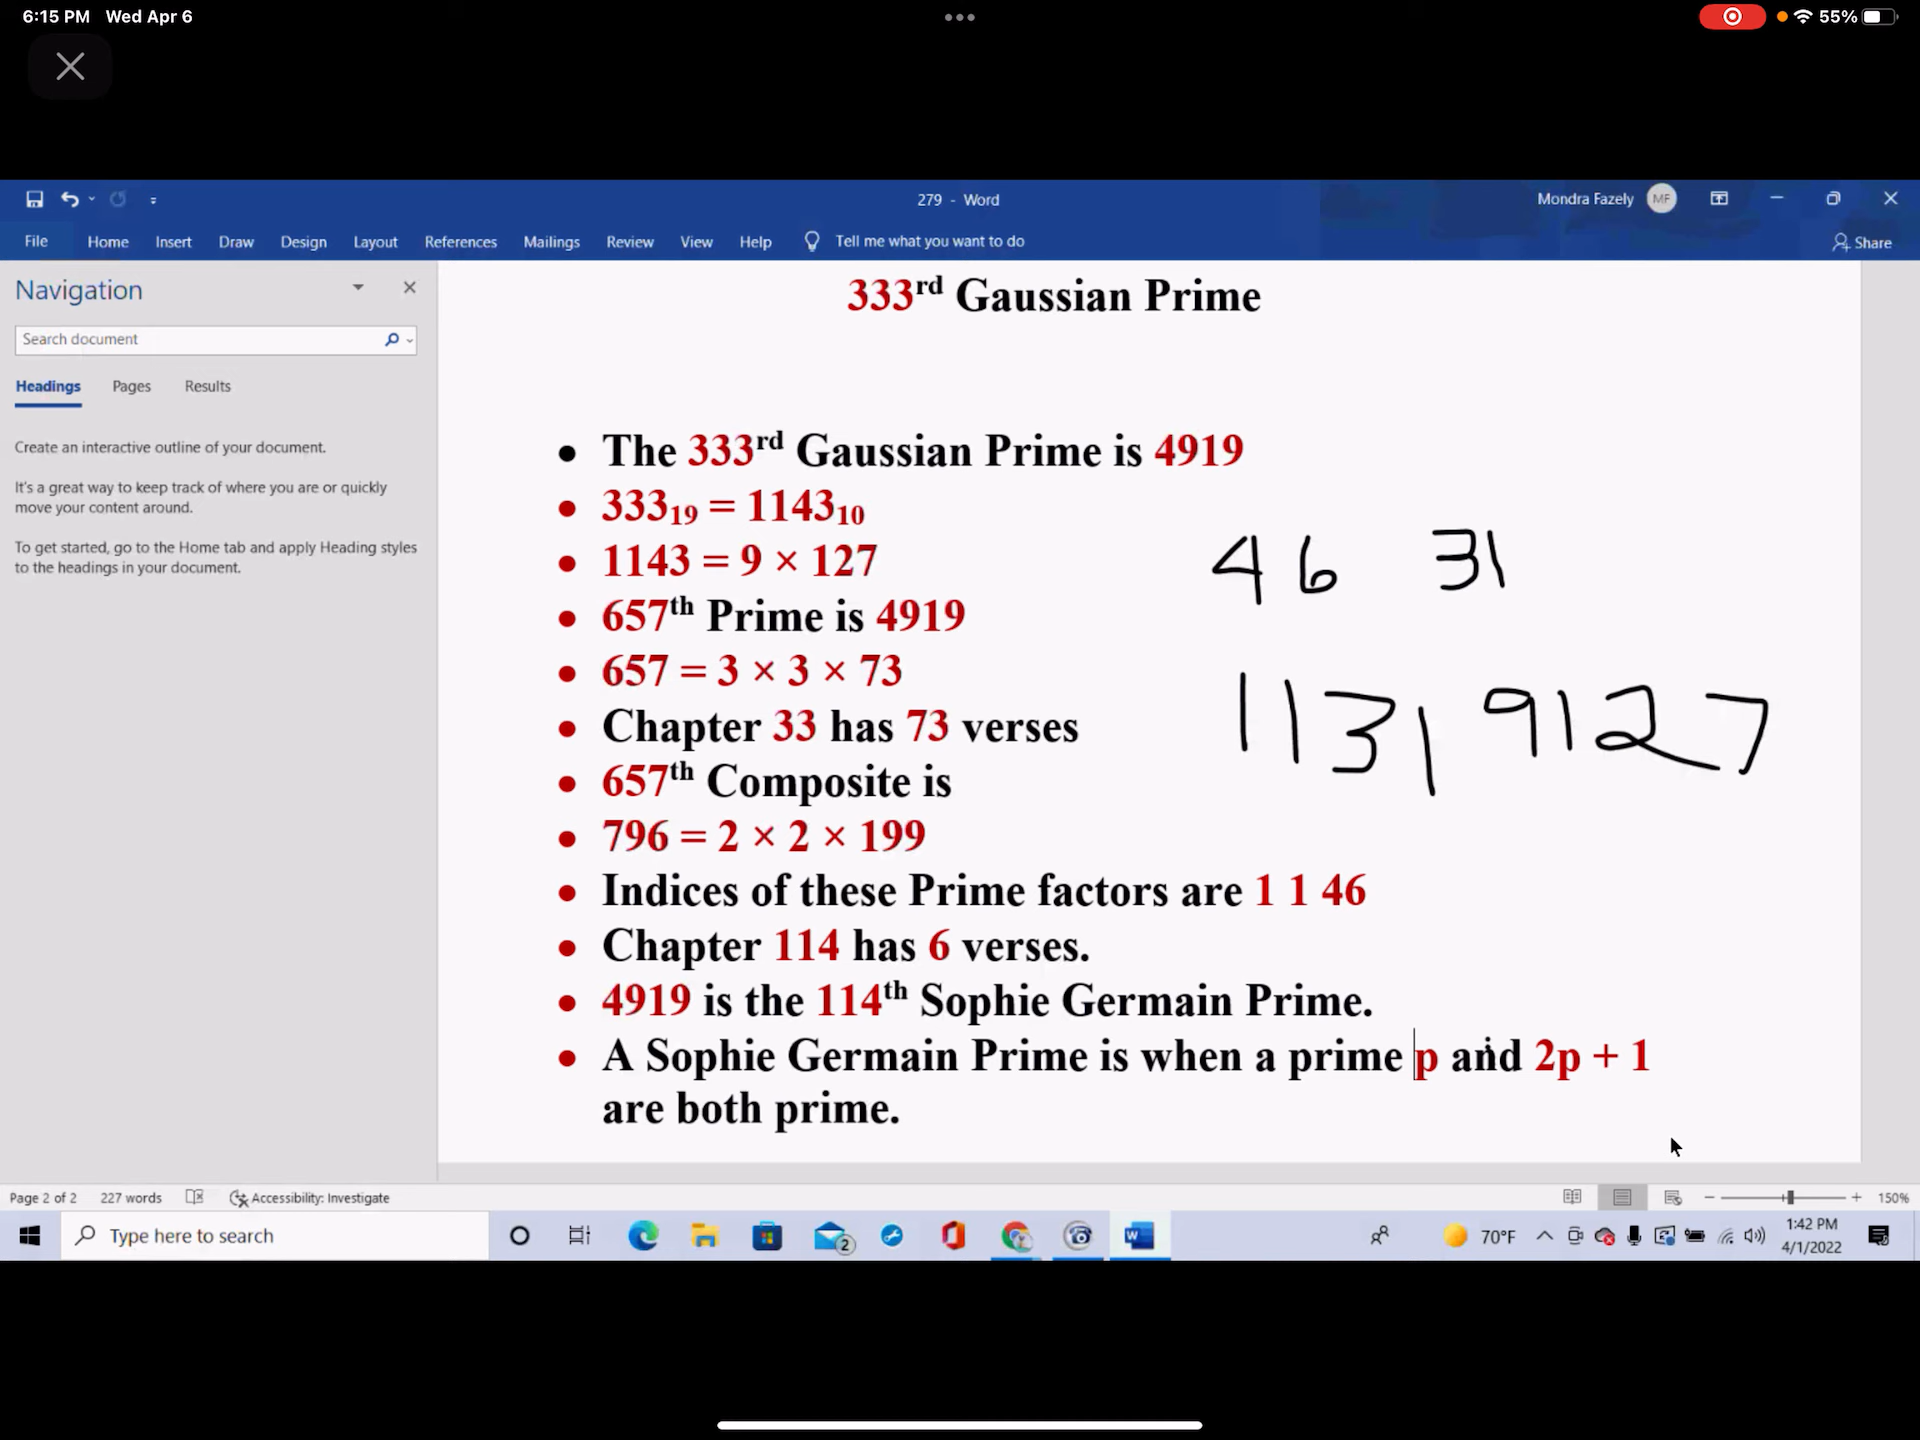 6:15 PM Wed Apr 6
55%
279 - Word
Mondra Fazely MF
File Home Insert Draw Design Layout References Mailings Review View Help Tell me what you want to do
Share
Navigation
Search document
Headings Pages Results
Create an interactive outline of your document.
It's a great way to keep track of where you are or quickly
move your content around.
To get started, go to the Home tab and apply Heading styles
to the headings in your document.
333rd Gaussian Prime
• The 333rd Gaussian Prime is 4919
• 333₁₉ = 1143₁₀
• 1143 = 9 × 127
• 657th Prime is 4919
• 657 = 3 × 3 × 73
• Chapter 33 has 73 verses
• 657th Composite is
• 796 = 2 × 2 × 199
• Indices of these Prime factors are 1 1 46
• Chapter 114 has 6 verses.
• 4919 is the 114th Sophie Germain Prime.
• A Sophie Germain Prime is when a prime p and 2p + 1
are both prime.
46 31
113 1 9127
Page 2 of 2 227 words Accessibility: Investigate
150%
Type here to search
2
70°F
1:42 PM
4/1/2022